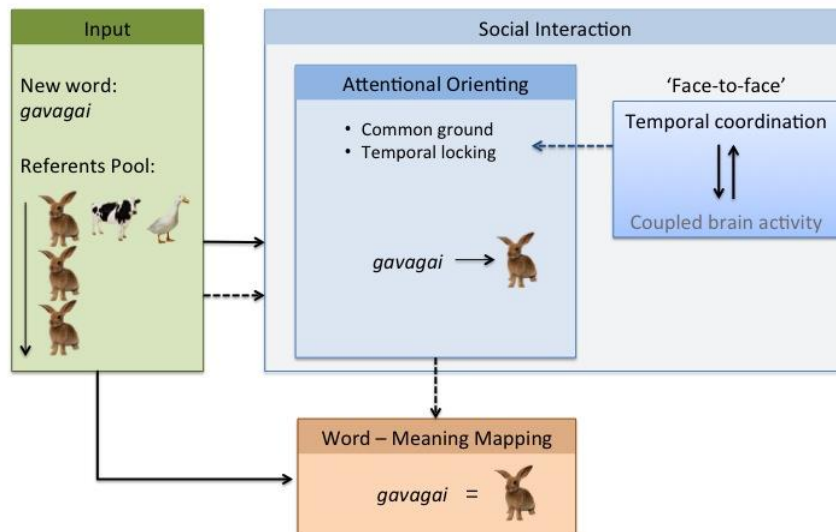 Input
New word:
gavagai
Referents Pool:
Social Interaction
Attentional Orienting
• Common ground
• Temporal locking
gavagai
'Face-to-face'
Temporal coordination
Coupled brain activity
Word – Meaning Mapping
gavagai =